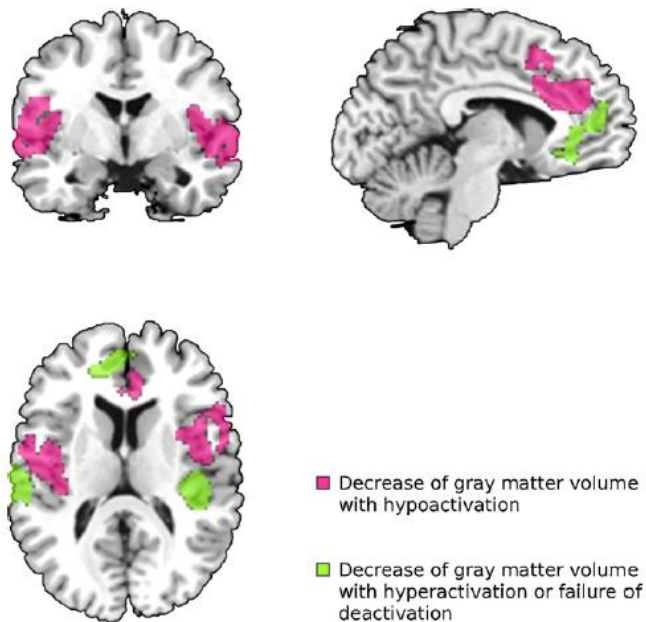 Decrease of gray matter volume
with hypoactivation
Decrease of gray matter volume
with hyperactivation or failure of
deactivation